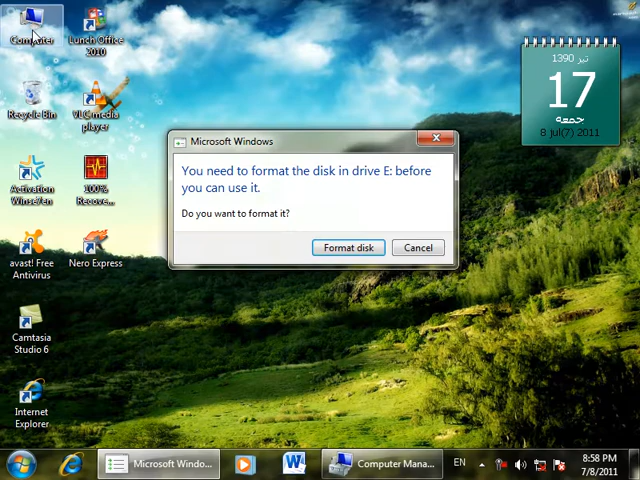 Computer
Lunch Office
2010
Recycle Bin
VLC media
player
Activation
Winse7en
100%
Recove...
avast! Free
Antivirus
Nero Express
Camtasia
Studio 6
Internet
Explorer
Microsoft Windows
You need to format the disk in drive E: before
you can use it.
Do you want to format it?
Format disk
Cancel
تیر 1390
17
جمعه
8 jul(7) 2011
Microsoft Windo...
Computer Mana...
EN
8:58 PM
7/8/2011